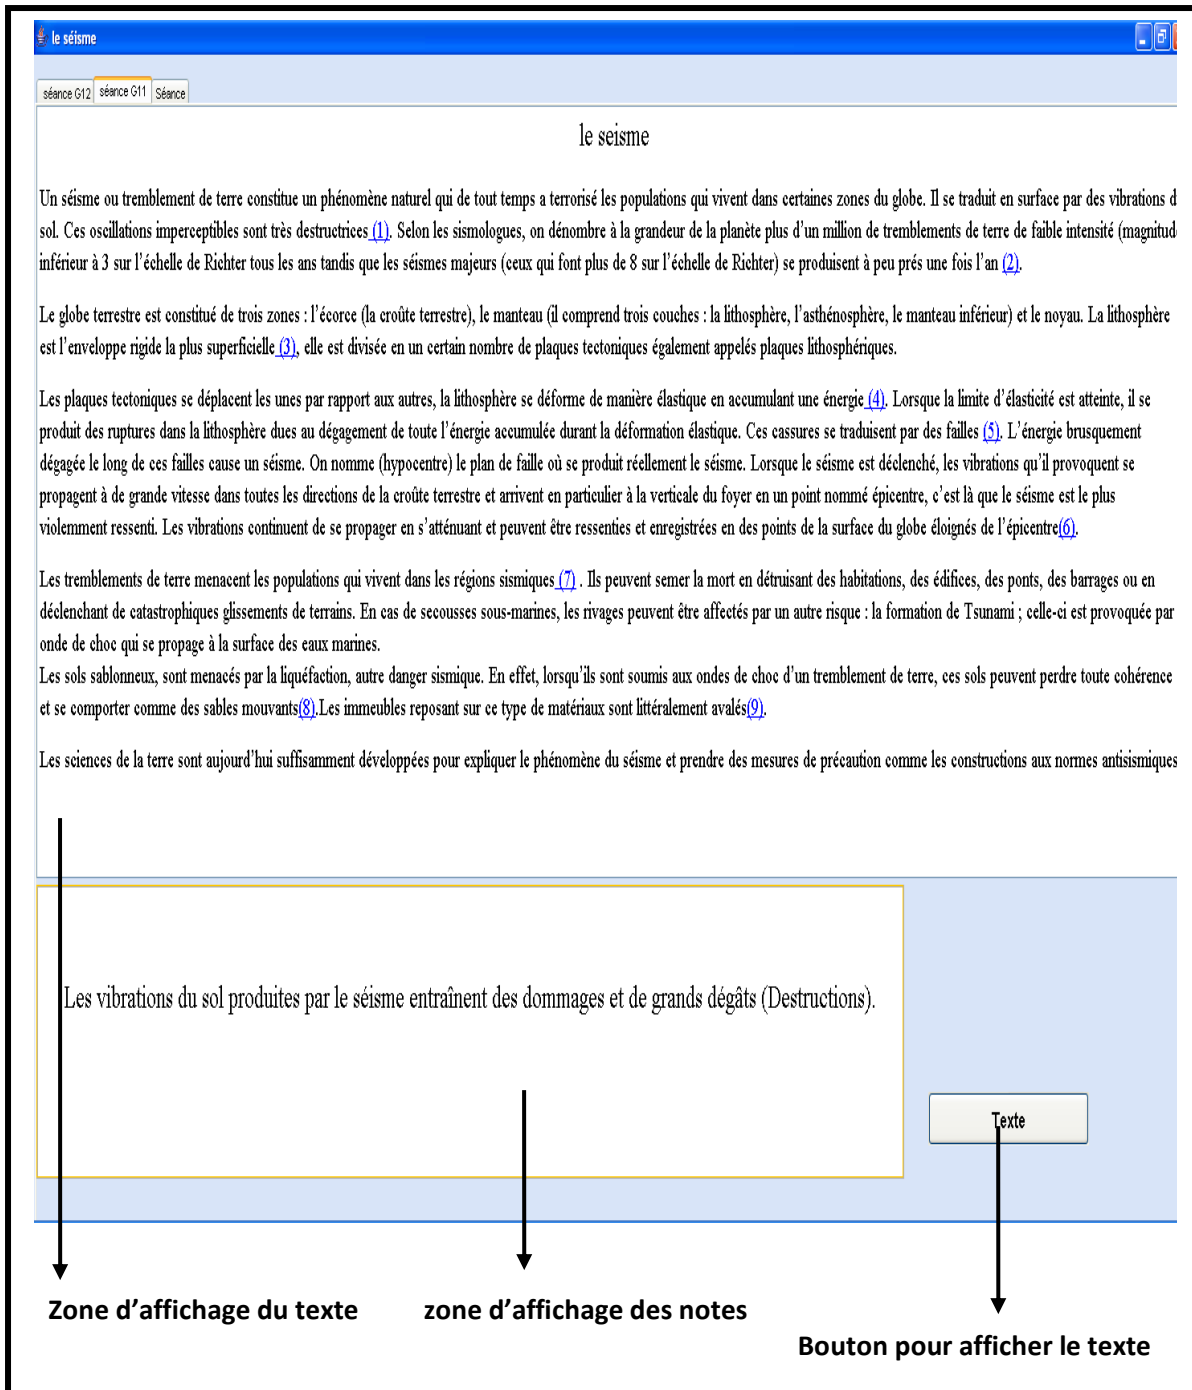 le séisme
séance G12 séance G11 Séance
le seisme
Un séisme ou tremblement de terre constitue un phénomène naturel qui de tout temps a terrorisé les populations qui vivent dans certaines zones du globe. Il se traduit en surface par des vibrations d
sol. Ces oscillations imperceptibles sont très destructrices (1). Selon les sismologues, on dénombre à la grandeur de la planète plus d’un million de tremblements de terre de faible intensité (magnitud
inférieur à 3 sur l’échelle de Richter tous les ans tandis que les séismes majeurs (ceux qui font plus de 8 sur l’échelle de Richter) se produisent à peu prés une fois l’an (2).
Le globe terrestre est constitué de trois zones : l’écorce (la croûte terrestre), le manteau (il comprend trois couches : la lithosphère, l’asthénosphère, le manteau inférieur) et le noyau. La lithosphère
est l’enveloppe rigide la plus superficielle (3), elle est divisée en un certain nombre de plaques tectoniques également appelés plaques lithosphériques.
Les plaques tectoniques se déplacent les unes par rapport aux autres, la lithosphère se déforme de manière élastique en accumulant une énergie (4). Lorsque la limite d’élasticité est atteinte, il se
produit des ruptures dans la lithosphère dues au dégagement de toute l’énergie accumulée durant la déformation élastique. Ces cassures se traduisent par des failles (5). L’énergie brusquement
dégagée le long de ces failles cause un séisme. On nomme (hypocentre) le plan de faille où se produit réellement le séisme. Lorsque le séisme est déclenché, les vibrations qu’il provoquent se
propagent à de grande vitesse dans toutes les directions de la croûte terrestre et arrivent en particulier à la verticale du foyer en un point nommé épicentre, c’est là que le séisme est le plus
violemment ressenti. Les vibrations continuent de se propager en s’atténuant et peuvent être ressenties et enregistrées en des points de la surface du globe éloignés de l’épicentre(6).
Les tremblements de terre menacent les populations qui vivent dans les régions sismiques (7) . Ils peuvent semer la mort en détruisant des habitations, des édifices, des ponts, des barrages ou en
déclenchant de catastrophiques glissements de terrains. En cas de secousses sous-marines, les rivages peuvent être affectés par un autre risque : la formation de Tsunami ; celle-ci est provoquée par
onde de choc qui se propage à la surface des eaux marines.
Les sols sablonneux, sont menacés par la liquéfaction, autre danger sismique. En effet, lorsqu’ils sont soumis aux ondes de choc d’un tremblement de terre, ces sols peuvent perdre toute cohérence
et se comporter comme des sables mouvants(8).Les immeubles reposant sur ce type de matériaux sont littéralement avalés(9).
Les sciences de la terre sont aujourd’hui suffisamment développées pour expliquer le phénomène du séisme et prendre des mesures de précaution comme les constructions aux normes antisismiques
Les vibrations du sol produites par le séisme entraînent des dommages et de grands dégâts (Destructions).
Texte
Zone d’affichage du texte zone d’affichage des notes
Bouton pour afficher le texte